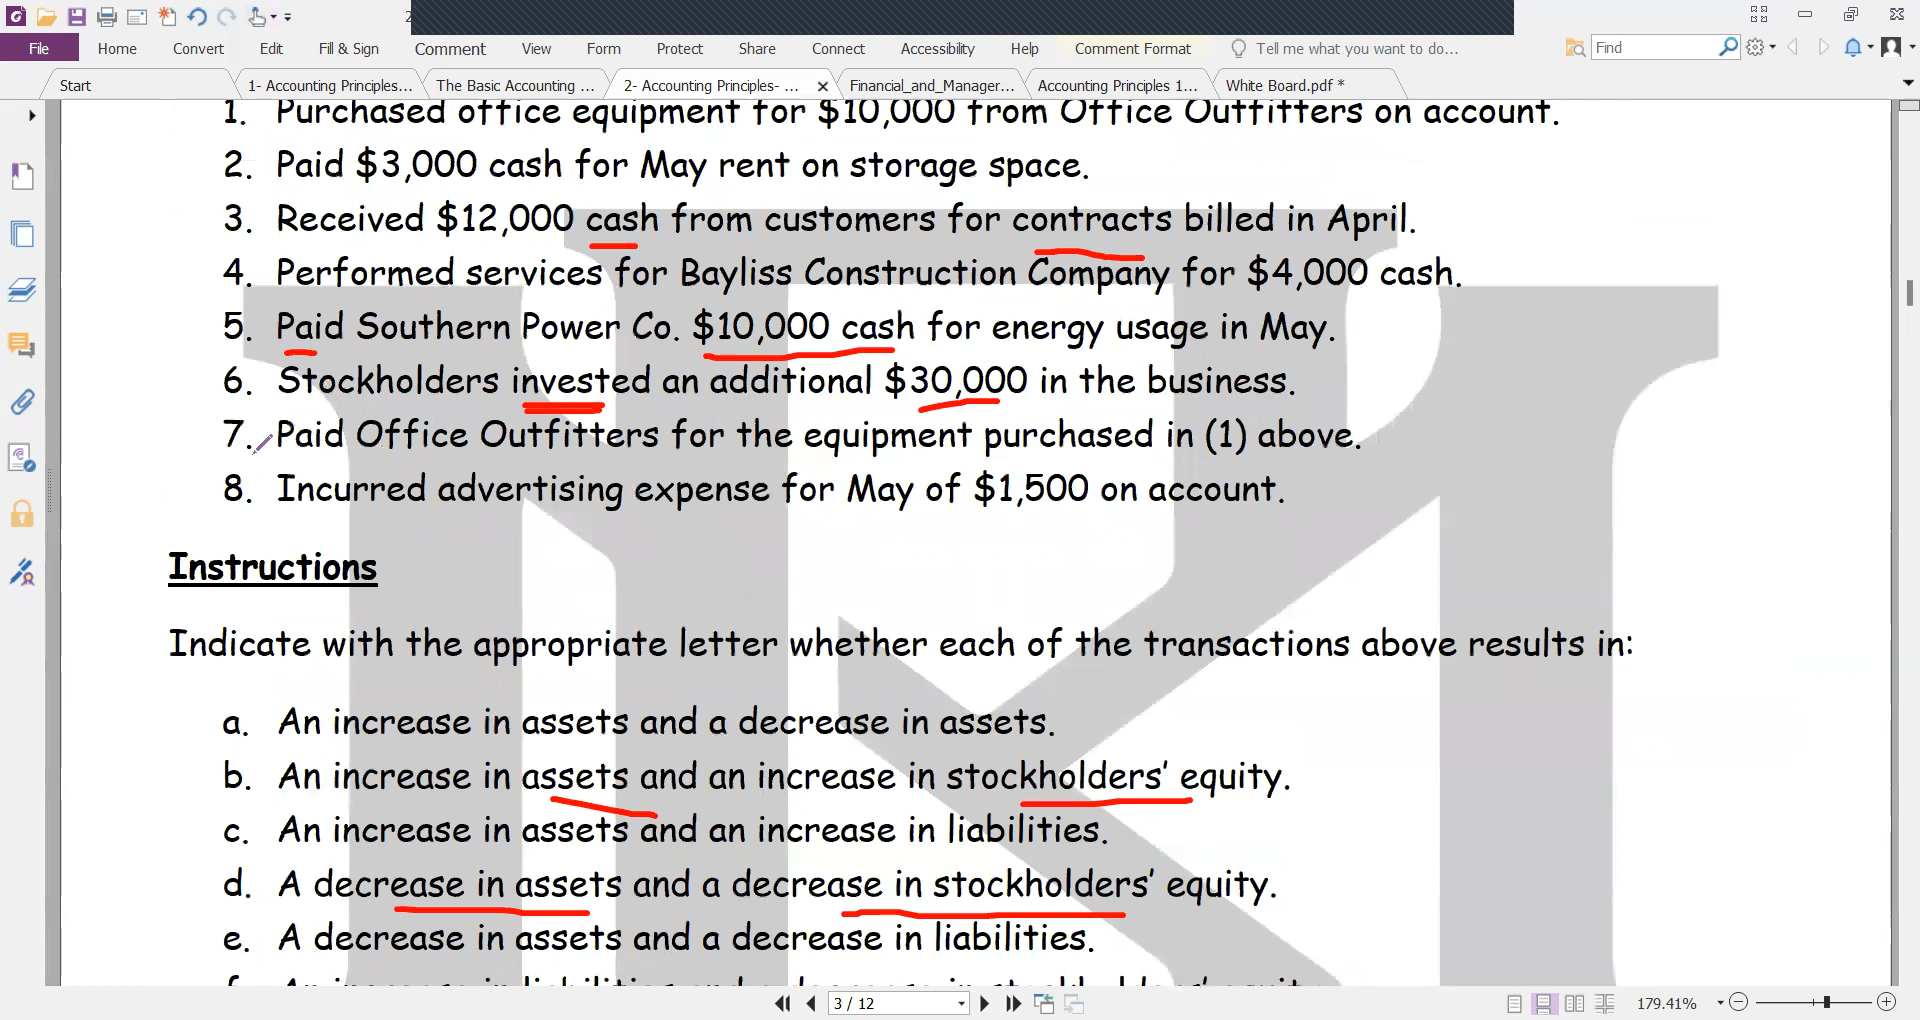 2
File Home Convert Edit Fill & Sign Comment View Form Protect Share Connect Accessibility Help Comment Format Tell me what you want to do... Find
Start 1- Accounting Principles... The Basic Accounting ... 2- Accounting Principles- ... Financial_and_Manager... Accounting Principles 1... White Board.pdf *
1. Purchased office equipment for $10,000 from Office Outfitters on account.
2. Paid $3,000 cash for May rent on storage space.
3. Received $12,000 cash from customers for contracts billed in April.
4. Performed services for Bayliss Construction Company for $4,000 cash.
5. Paid Southern Power Co. $10,000 cash for energy usage in May.
6. Stockholders invested an additional $30,000 in the business.
7. Paid Office Outfitters for the equipment purchased in (1) above.
8. Incurred advertising expense for May of $1,500 on account.
Instructions
Indicate with the appropriate letter whether each of the transactions above results in:
a. An increase in assets and a decrease in assets.
b. An increase in assets and an increase in stockholders’ equity.
c. An increase in assets and an increase in liabilities.
d. A decrease in assets and a decrease in stockholders’ equity.
e. A decrease in assets and a decrease in liabilities.
f. An increase in liabilities and a decrease in stockholders’ equity.
3 / 12 179.41%